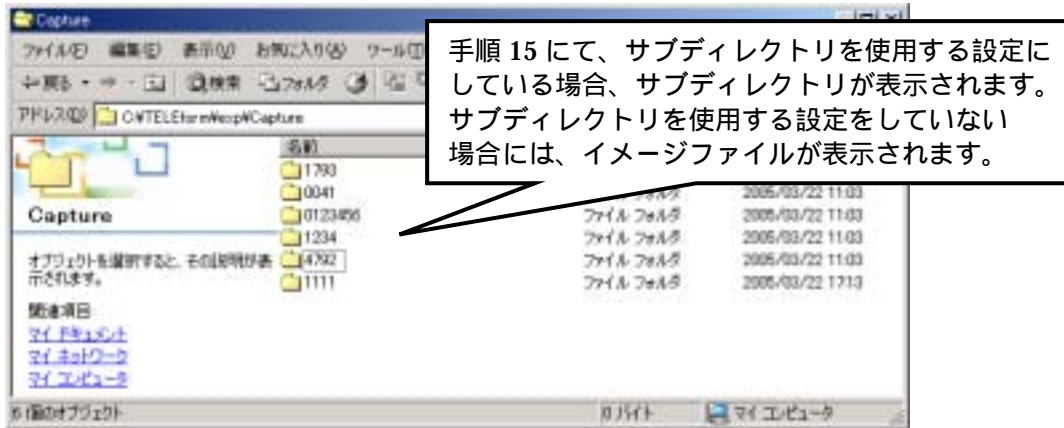 Capture
ファイル(F) 編集(E) 表示(V) お気に入り(A) ツール(T)
戻る 検索 フォルダ
アドレス(D) C:¥TELEform¥exp¥Capture
手順 15 にて、サブディレクトリを使用する設定に
している場合、サブディレクトリが表示されます。
サブディレクトリを使用する設定をしていない
場合には、イメージファイルが表示されます。
名前
1793
0041
0123456 ファイル フォルダ 2005/03/22 11:03
1234 ファイル フォルダ 2005/03/22 11:03
4792 ファイル フォルダ 2005/03/22 11:03
1111 ファイル フォルダ 2005/03/22 17:13
Capture
オブジェクトを選択すると、その説明が表
示されます。
関連項目:
マイ ドキュメント
マイ ネットワーク
マイ コンピュータ
6 個のオブジェクト 0 バイト マイ コンピュータ